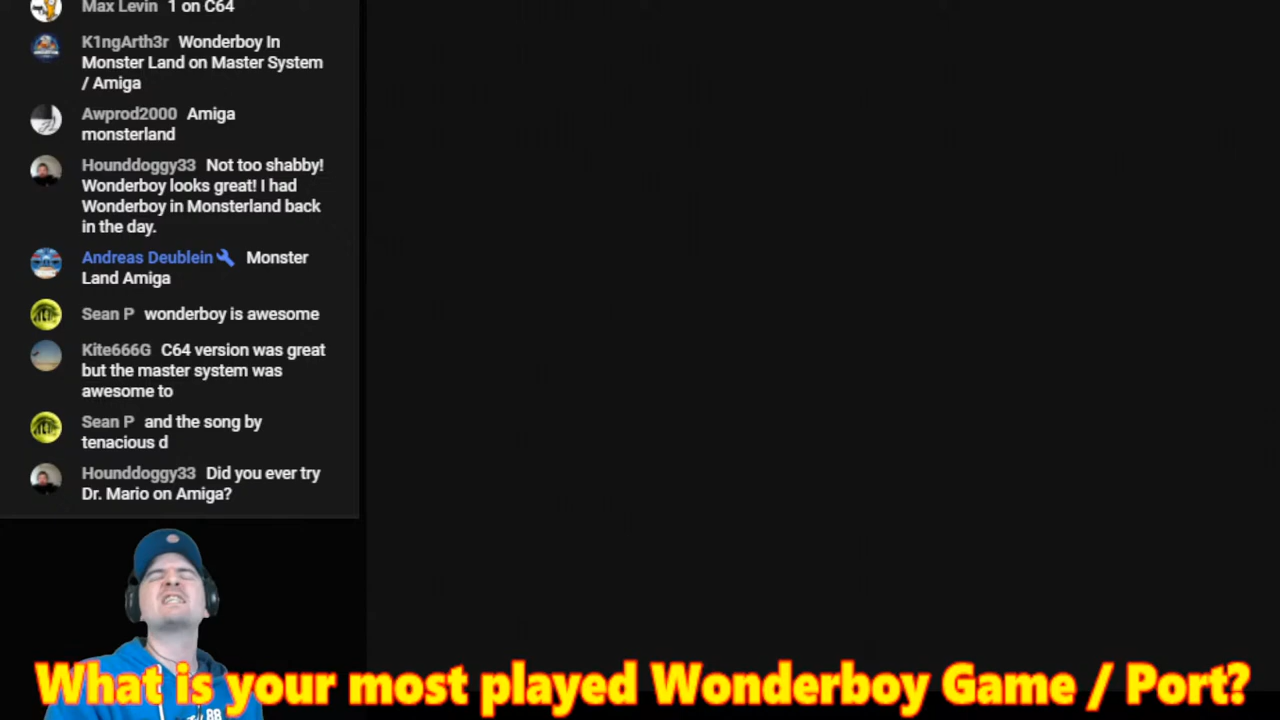 Max Levin 1 on C64
K1ngArth3r Wonderboy In
Monster Land on Master System
/ Amiga
Awprod2000 Amiga
monsterland
Hounddoggy33 Not too shabby!
Wonderboy looks great! I had
Wonderboy in Monsterland back
in the day.
Andreas Deublein Monster
Land Amiga
Sean P wonderboy is awesome
Kite666G C64 version was great
but the master system was
awesome to
Sean P and the song by
tenacious d
Hounddoggy33 Did you ever try
Dr. Mario on Amiga?
What is your most played Wonderboy Game / Port?